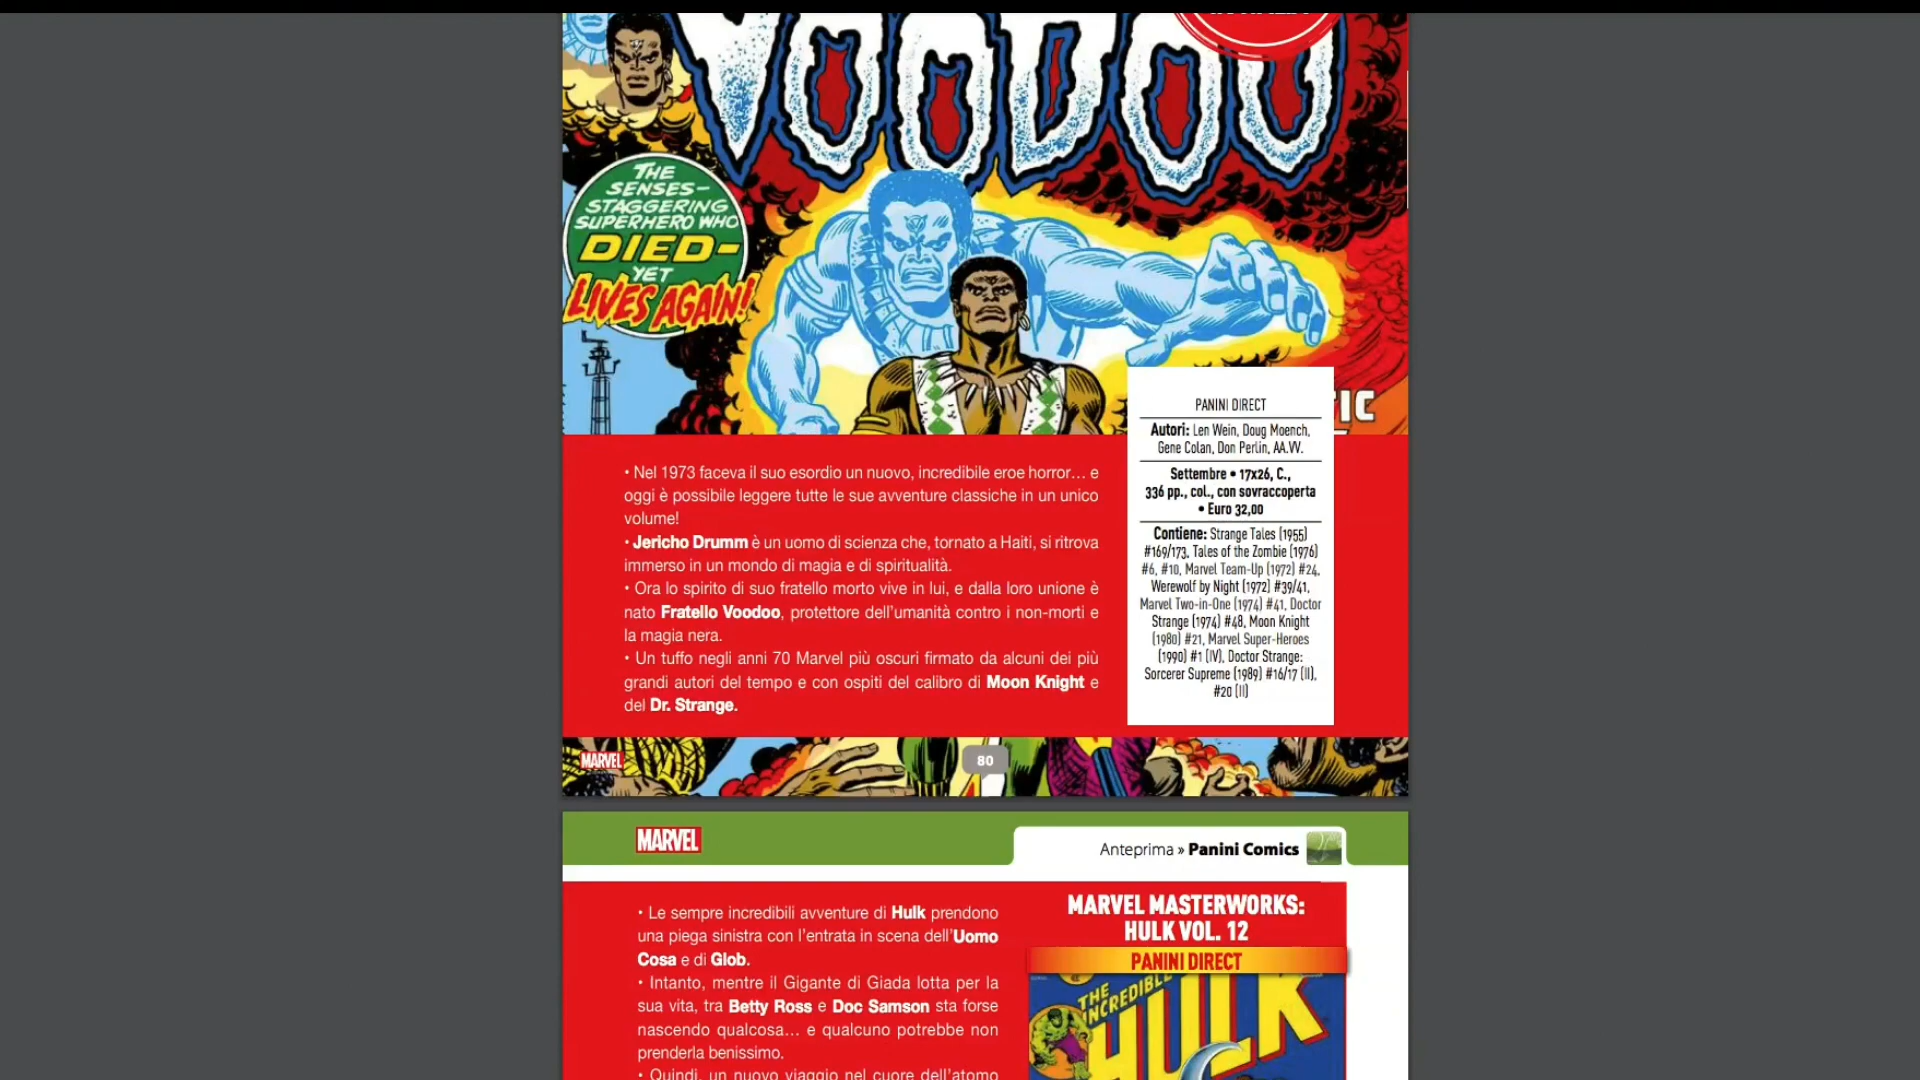 VOODOO
THE
SENSES-
STAGGERING
SUPERHERO WHO
DIED-
YET
LIVES AGAIN!
IC
PANINI DIRECT
Autori: Len Wein, Doug Moench,
Gene Colan, Don Perlin, AA.VV.
Settembre • 17x26, C.,
336 pp., col., con sovraccoperta
• Euro 32,00
Contiene: Strange Tales (1955)
#169/173, Tales of the Zombie (1976)
#6, #10, Marvel Team-Up (1972) #24,
Werewolf by Night (1972) #39/41,
Marvel Two-in-One (1974) #41, Doctor
Strange (1974) #48, Moon Knight
(1980) #21, Marvel Super-Heroes
(1990) #1 (IV), Doctor Strange:
Sorcerer Supreme (1989) #16/17 (II),
#20 (II)
• Nel 1973 faceva il suo esordio un nuovo, incredibile eroe horror… e
oggi è possibile leggere tutte le sue avventure classiche in un unico
volume!
• Jericho Drumm è un uomo di scienza che, tornato a Haiti, si ritrova
immerso in un mondo di magia e di spiritualità.
• Ora lo spirito di suo fratello morto vive in lui, e dalla loro unione è
nato Fratello Voodoo, protettore dell'umanità contro i non-morti e
la magia nera.
• Un tuffo negli anni 70 Marvel più oscuri firmato da alcuni dei più
grandi autori del tempo e con ospiti del calibro di Moon Knight e
del Dr. Strange.
MARVEL
80
MARVEL
Anteprima » Panini Comics
• Le sempre incredibili avventure di Hulk prendono
una piega sinistra con l'entrata in scena dell'Uomo
Cosa e di Glob.
• Intanto, mentre il Gigante di Giada lotta per la
sua vita, tra Betty Ross e Doc Samson sta forse
nascendo qualcosa… e qualcuno potrebbe non
prenderla benissimo.
• Quindi, un nuovo viaggio nel cuore dell'atomo
MARVEL MASTERWORKS:
HULK VOL. 12
PANINI DIRECT
THE
INCREDIBLE
HULK